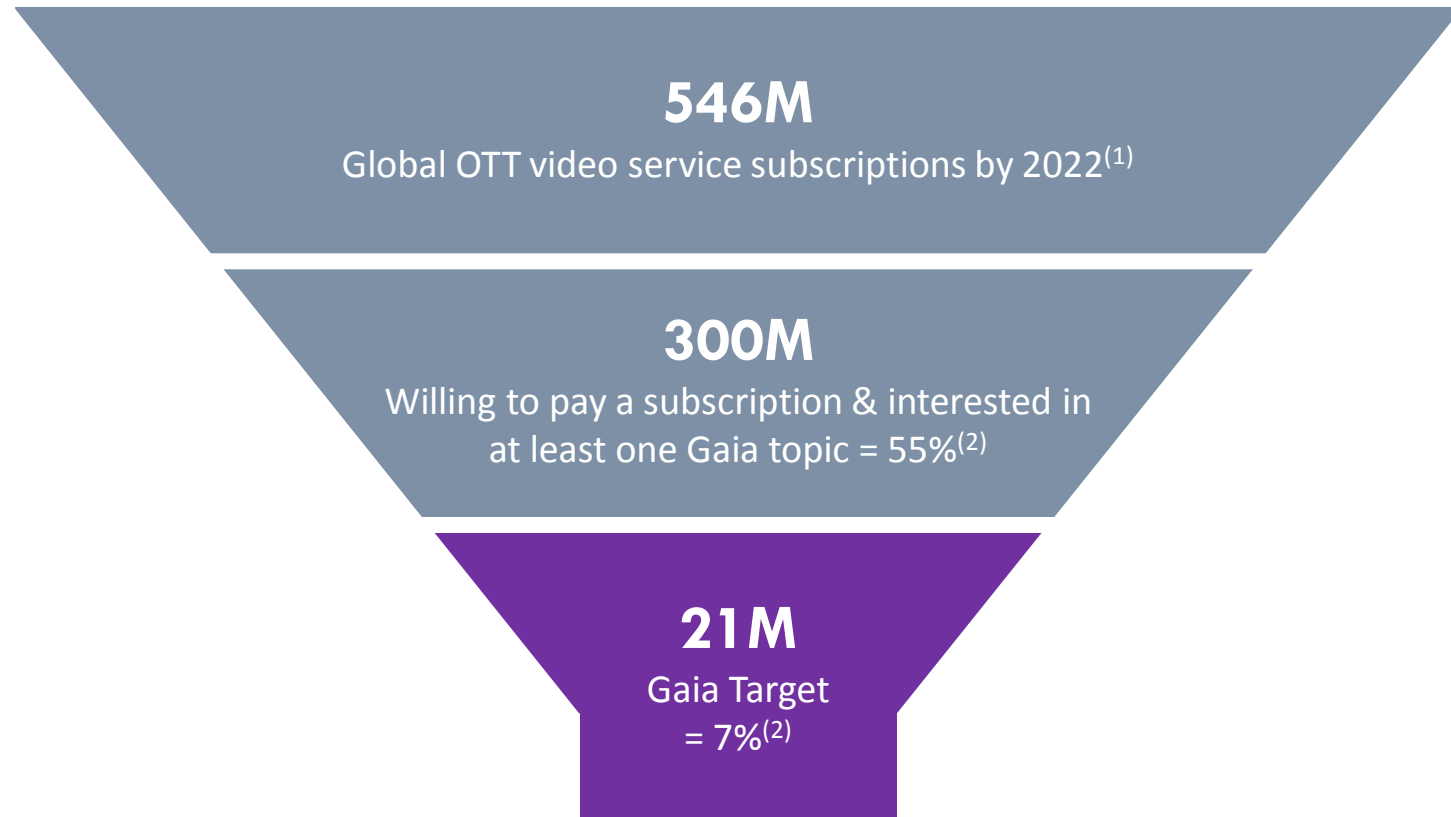 546M
Global OTT video service subscriptions by 2022(1)
300M
Willing to pay a subscription & interested in
at least one Gaia topic = 55%(2)
21M
Gaia Target
= 7%(2)